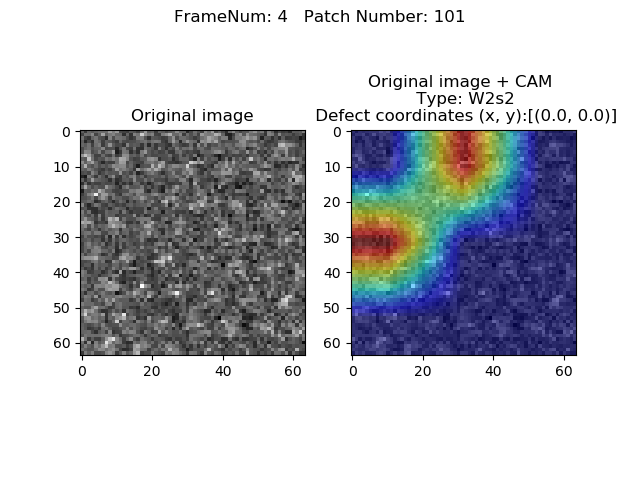 FrameNum: 4   Patch Number: 101
Original image
0
10
20
30
40
50
60
0 20 40 60
Original image + CAM
Type: W2s2
Defect coordinates (x, y):[(0.0, 0.0)]
0
10
20
30
40
50
60
0 20 40 60